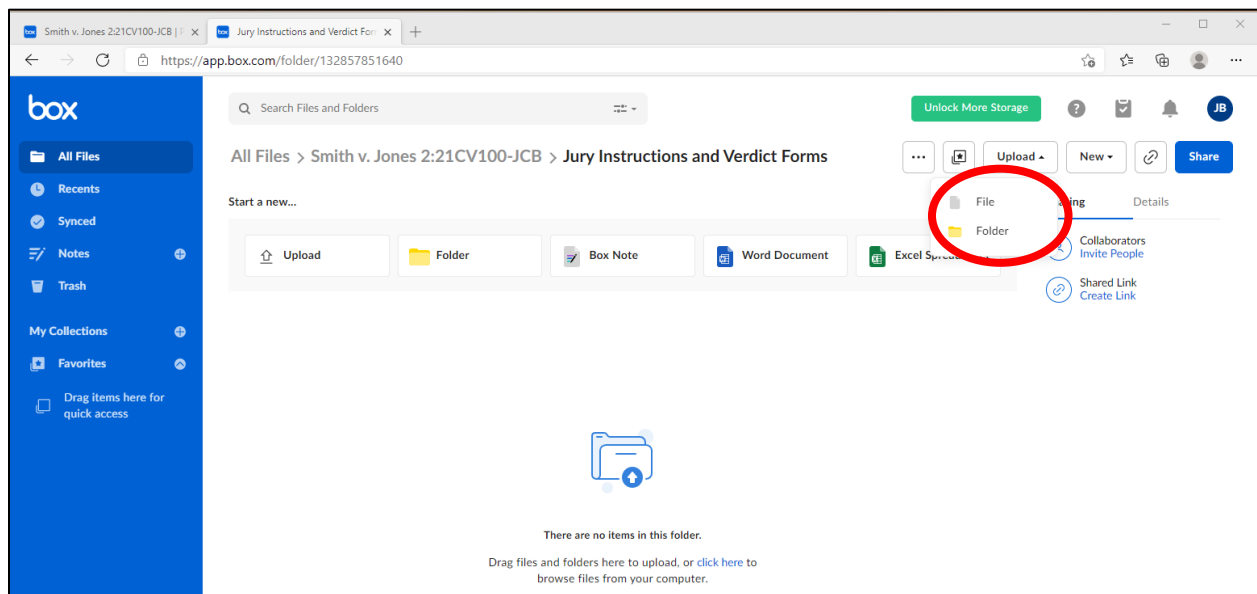 box Smith v. Jones 2:21CV100-JCB | box Jury Instructions and Verdict For
https://app.box.com/folder/132857851640
box
Search Files and Folders
Unlock More Storage
?
JB
All Files
Recents
Synced
Notes
Trash
My Collections
Favorites
Drag items here for
quick access
All Files > Smith v. Jones 2:21CV100-JCB > Jury Instructions and Verdict Forms
... Upload New Share
File
Folder
Details
Start a new...
Upload Folder Box Note Word Document Excel
Collaborators
Invite People
Shared Link
Create Link
There are no items in this folder.
Drag files and folders here to upload, or click here to
browse files from your computer.